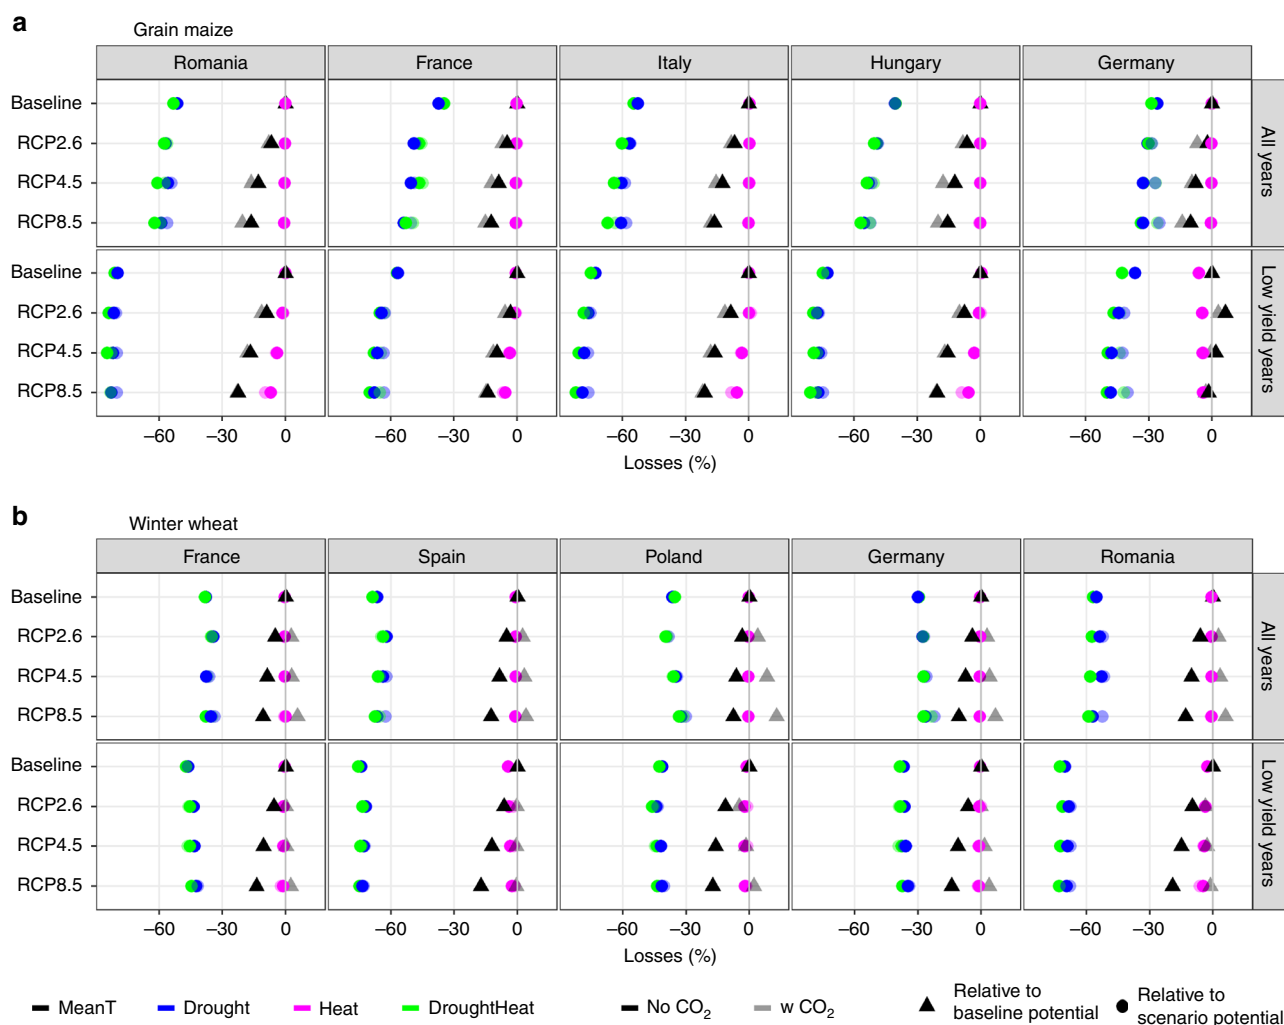 a
Grain maize
Romania France Italy Hungary Germany
Baseline
RCP2.6
RCP4.5
RCP8.5
All years
Baseline
RCP2.6
RCP4.5
RCP8.5
Low yield years
−60 −30 0 −60 −30 0 −60 −30 0 −60 −30 0 −60 −30 0
Losses (%)
b
Winter wheat
France Spain Poland Germany Romania
Baseline
RCP2.6
RCP4.5
RCP8.5
All years
Baseline
RCP2.6
RCP4.5
RCP8.5
Low yield years
−60 −30 0 −60 −30 0 −60 −30 0 −60 −30 0 −60 −30 0
Losses (%)
MeanT Drought Heat DroughtHeat No CO₂ w CO₂ Relative to baseline potential Relative to scenario potential